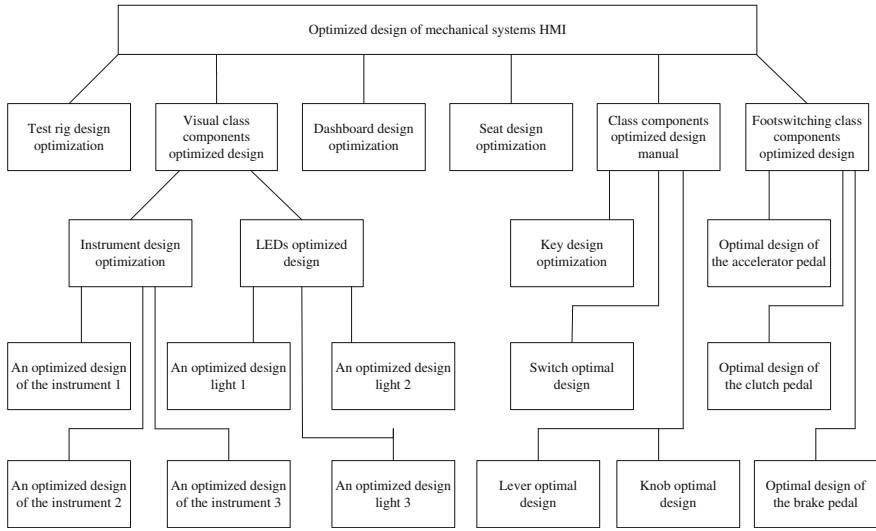 Optimized design of mechanical systems HMI
Test rig design
optimization
Visual class
components
optimized design
Dashboard design
optimization
Seat design
optimization
Class components
optimized design
manual
Footswitching class
components
optimized design
Instrument design
optimization
LEDs optimized
design
Key design
optimization
Optimal design of
the accelerator pedal
An optimized design
of the instrument 1
An optimized design
light 1
An optimized design
light 2
Switch optimal
design
Optimal design of
the clutch pedal
An optimized design
of the instrument 2
An optimized design
of the instrument 3
An optimized design
light 3
Lever optimal
design
Knob optimal
design
Optimal design of
the brake pedal